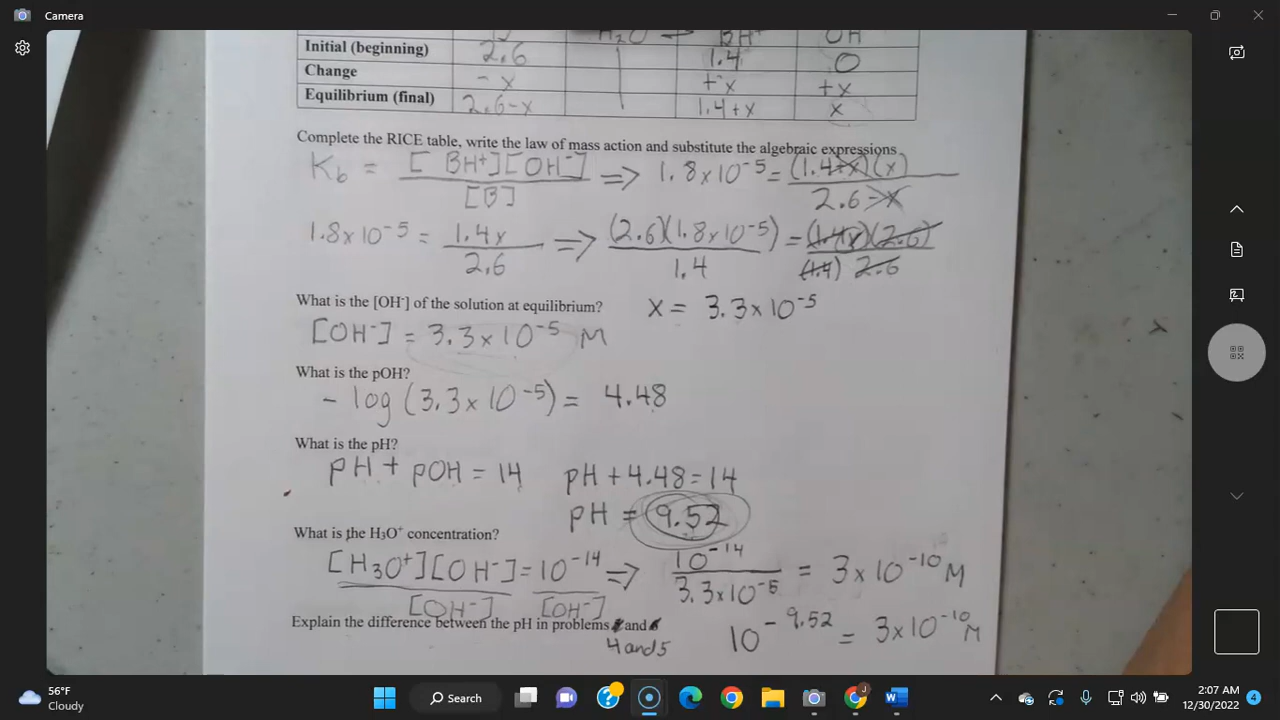 Camera
H₂O → BH⁺ OH
Initial (beginning) 2.6 1.4 0
Change - x + x + x
Equilibrium (final) 2.6-x 1.4+x x
Complete the RICE table, write the law of mass action and substitute the algebraic expressions.
Kb = [BH⁺][OH⁻] / [B] ⟹ 1.8x10⁻⁵ = (1.4+x)(x) / 2.6-x
1.8x10⁻⁵ = 1.4x / 2.6 ⟹ (2.6)(1.8x10⁻⁵) / 1.4 = (1.4x)(2.6) / (1.4) 2.6
What is the [OH⁻] of the solution at equilibrium? x = 3.3x10⁻⁵
[OH⁻] = 3.3x10⁻⁵ M
What is the pOH?
- log (3.3x10⁻⁵) = 4.48
What is the pH?
pH + pOH = 14 pH + 4.48 = 14
pH = 9.52
What is the H₃O⁺ concentration?
[H₃O⁺][OH⁻] / [OH⁻] = 10⁻¹⁴ / [OH⁻] ⟹ 10⁻¹⁴ / 3.3x10⁻⁵ = 3x10⁻¹⁰ M
Explain the difference between the pH in problems and
4 and 5 10⁻⁹·⁵² = 3x10⁻¹⁰ M
56°F
Cloudy
Search
2:07 AM
12/30/2022
4